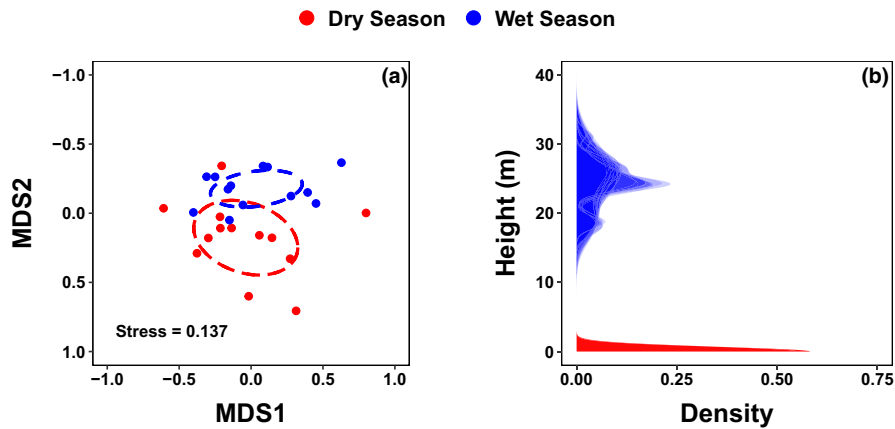 Dry Season Wet Season
(a)
−1.0
−0.5
0.0
0.5
1.0
MDS2
Stress = 0.137
−1.0 −0.5 0.0 0.5 1.0
MDS1
(b)
40
30
20
10
0
Height (m)
0.00 0.25 0.50 0.75
Density